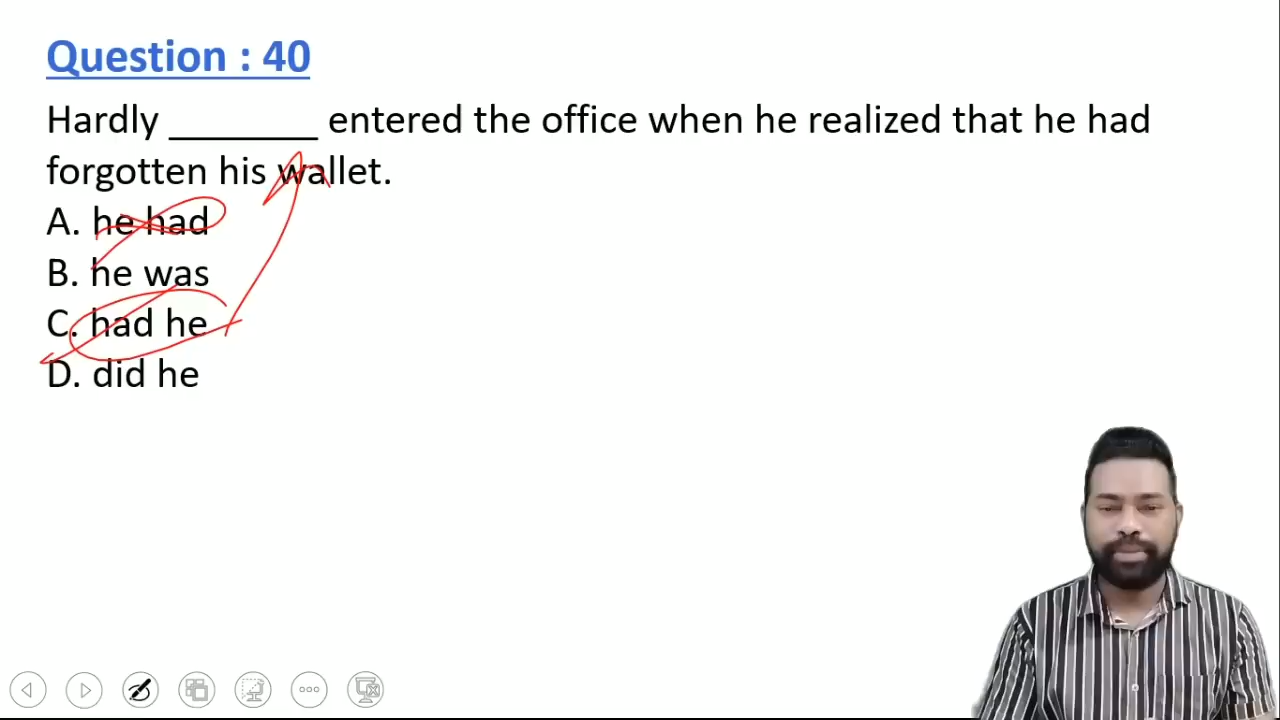 Question : 40
Hardly _______ entered the office when he realized that he had
forgotten his wallet.
A. he had
B. he was
C. had he
D. did he